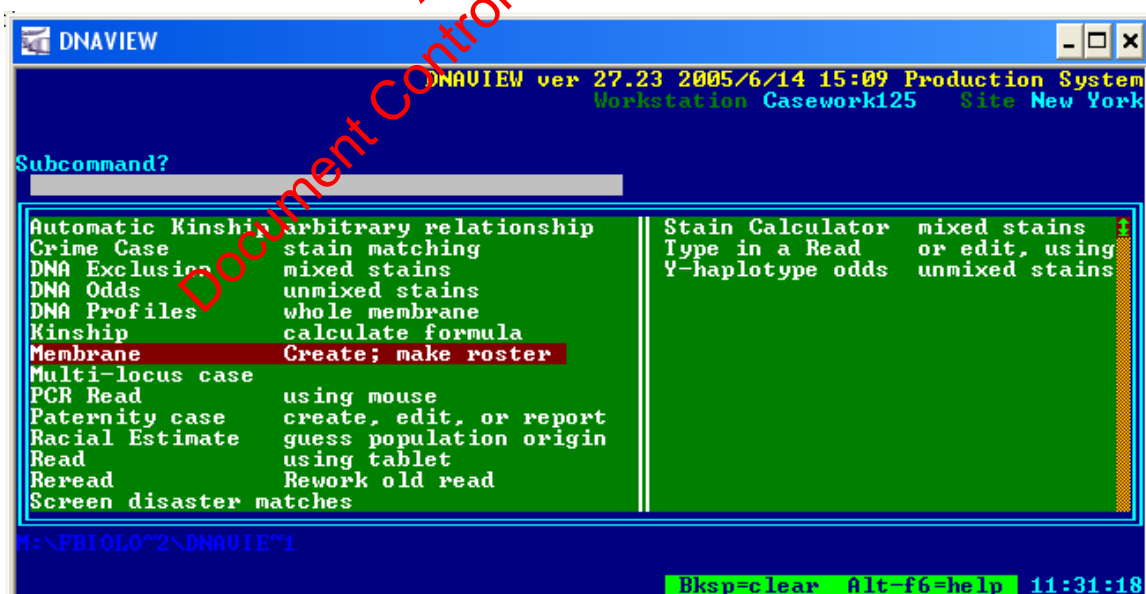 DNAVIEW
DNAVIEW ver 27.23 2005/6/14 15:09 Production System
Workstation Casework125 Site New York
Subcommand?
Automatic Kinship arbitrary relationship
Crime Case stain matching
DNA Exclusion mixed stains
DNA Odds unmixed stains
DNA Profiles whole membrane
Kinship calculate formula
Membrane Create; make roster
Multi-locus case
PCR Read using mouse
Paternity case create, edit, or report
Racial Estimate guess population origin
Read using tablet
Reread Rework old read
Screen disaster matches
Stain Calculator mixed stains
Type in a Read or edit, using
Y-haplotype odds unmixed stains
M:\FBIOLO~2\DNAVIE~1
Bksp=clear Alt-f6=help 11:31:18
Document Control